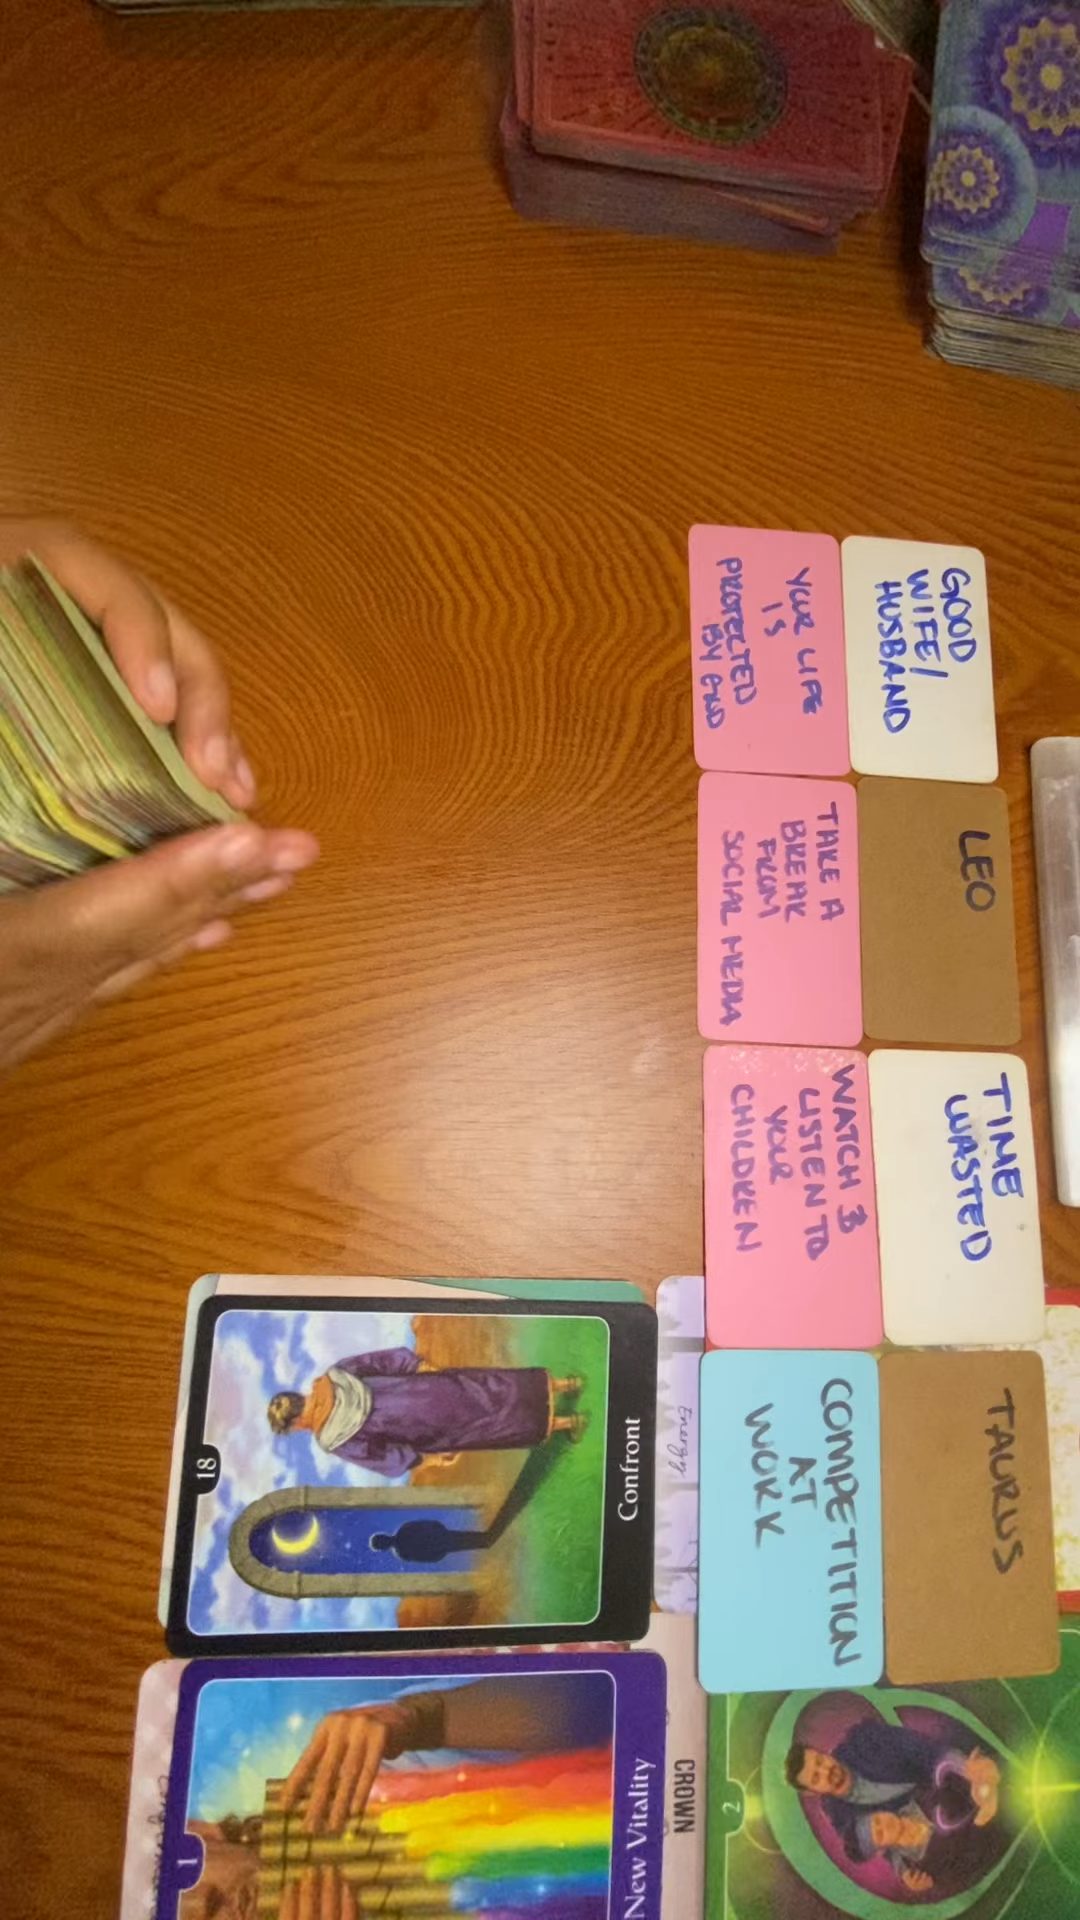 GOOD
WIFE/
HUSBAND
YOUR LIFE
IS
PROTECTED
BY GOD
LEO
TAKE A
BREAK
FROM
SOCIAL MEDIA
TIME
WASTED
WATCH &
LISTEN TO
YOUR
CHILDREN
TAURUS
COMPETITION
AT
WORK
Energy
Confront
18
2
CROWN
New Vitality
1